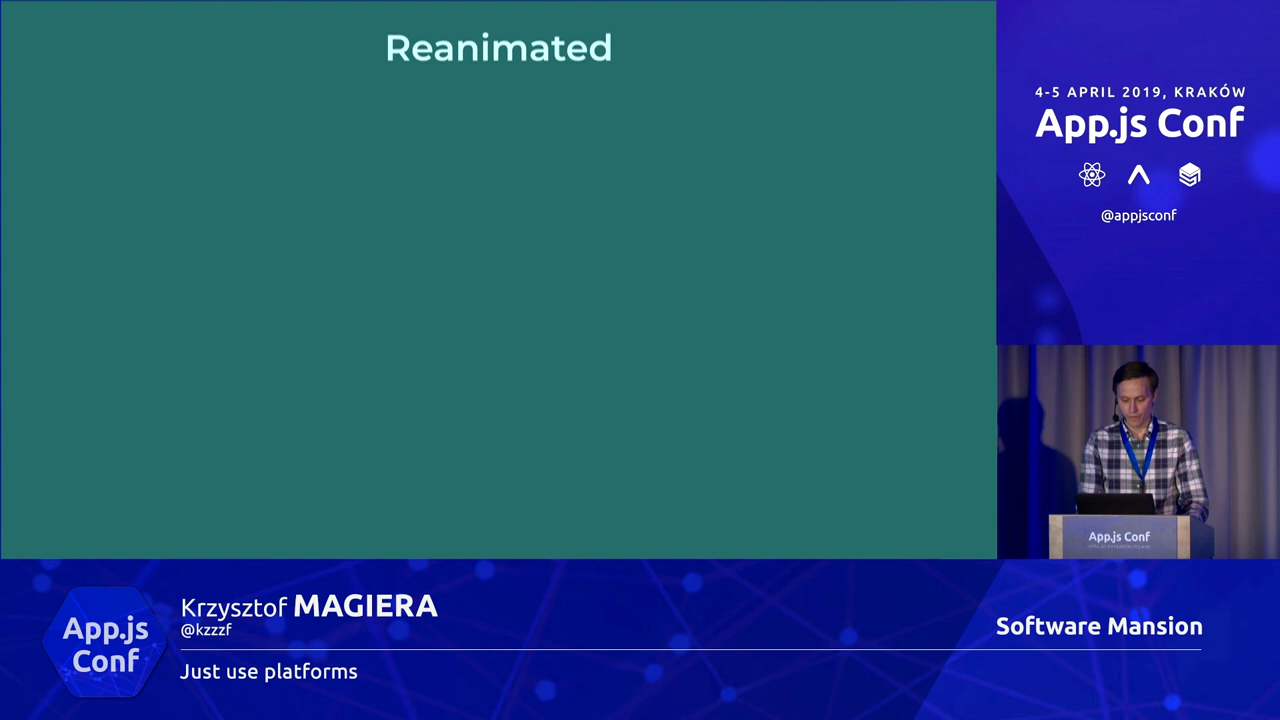 Reanimated
4-5 APRIL 2019, KRAKÓW
App.js Conf
@appjsconf
App.js Conf
App.js
Conf
Krzysztof MAGIERA
@kzzzf
Just use platforms
Software Mansion